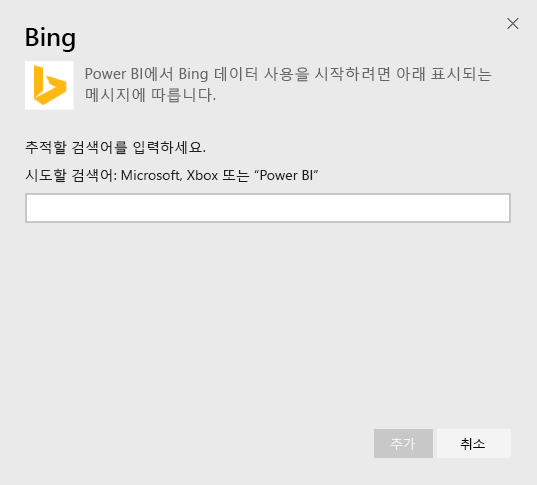 Bing
Power BI에서 Bing 데이터 사용을 시작하려면 아래 표시되는
메시지에 따릅니다.
추적할 검색어를 입력하세요.
시도할 검색어: Microsoft, Xbox 또는 “Power BI“
추가 취소